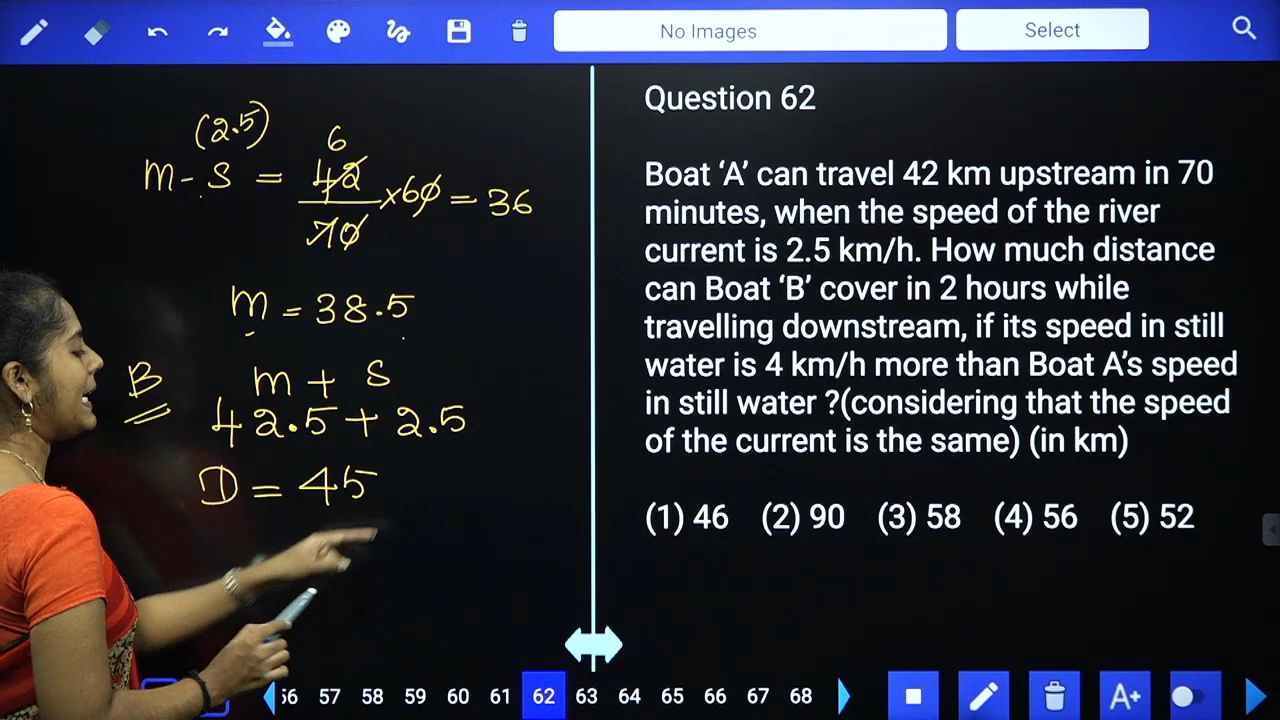 No Images
Select
(2.5)
6
m - s = 42/70 × 60 = 36
m = 38.5
B
m + s
42.5 + 2.5
D = 45
Question 62
Boat ‘A’ can travel 42 km upstream in 70
minutes, when the speed of the river
current is 2.5 km/h. How much distance
can Boat ‘B’ cover in 2 hours while
travelling downstream, if its speed in still
water is 4 km/h more than Boat A’s speed
in still water ?(considering that the speed
of the current is the same) (in km)
(1) 46 (2) 90 (3) 58 (4) 56 (5) 52
56 57 58 59 60 61 62 63 64 65 66 67 68
A+